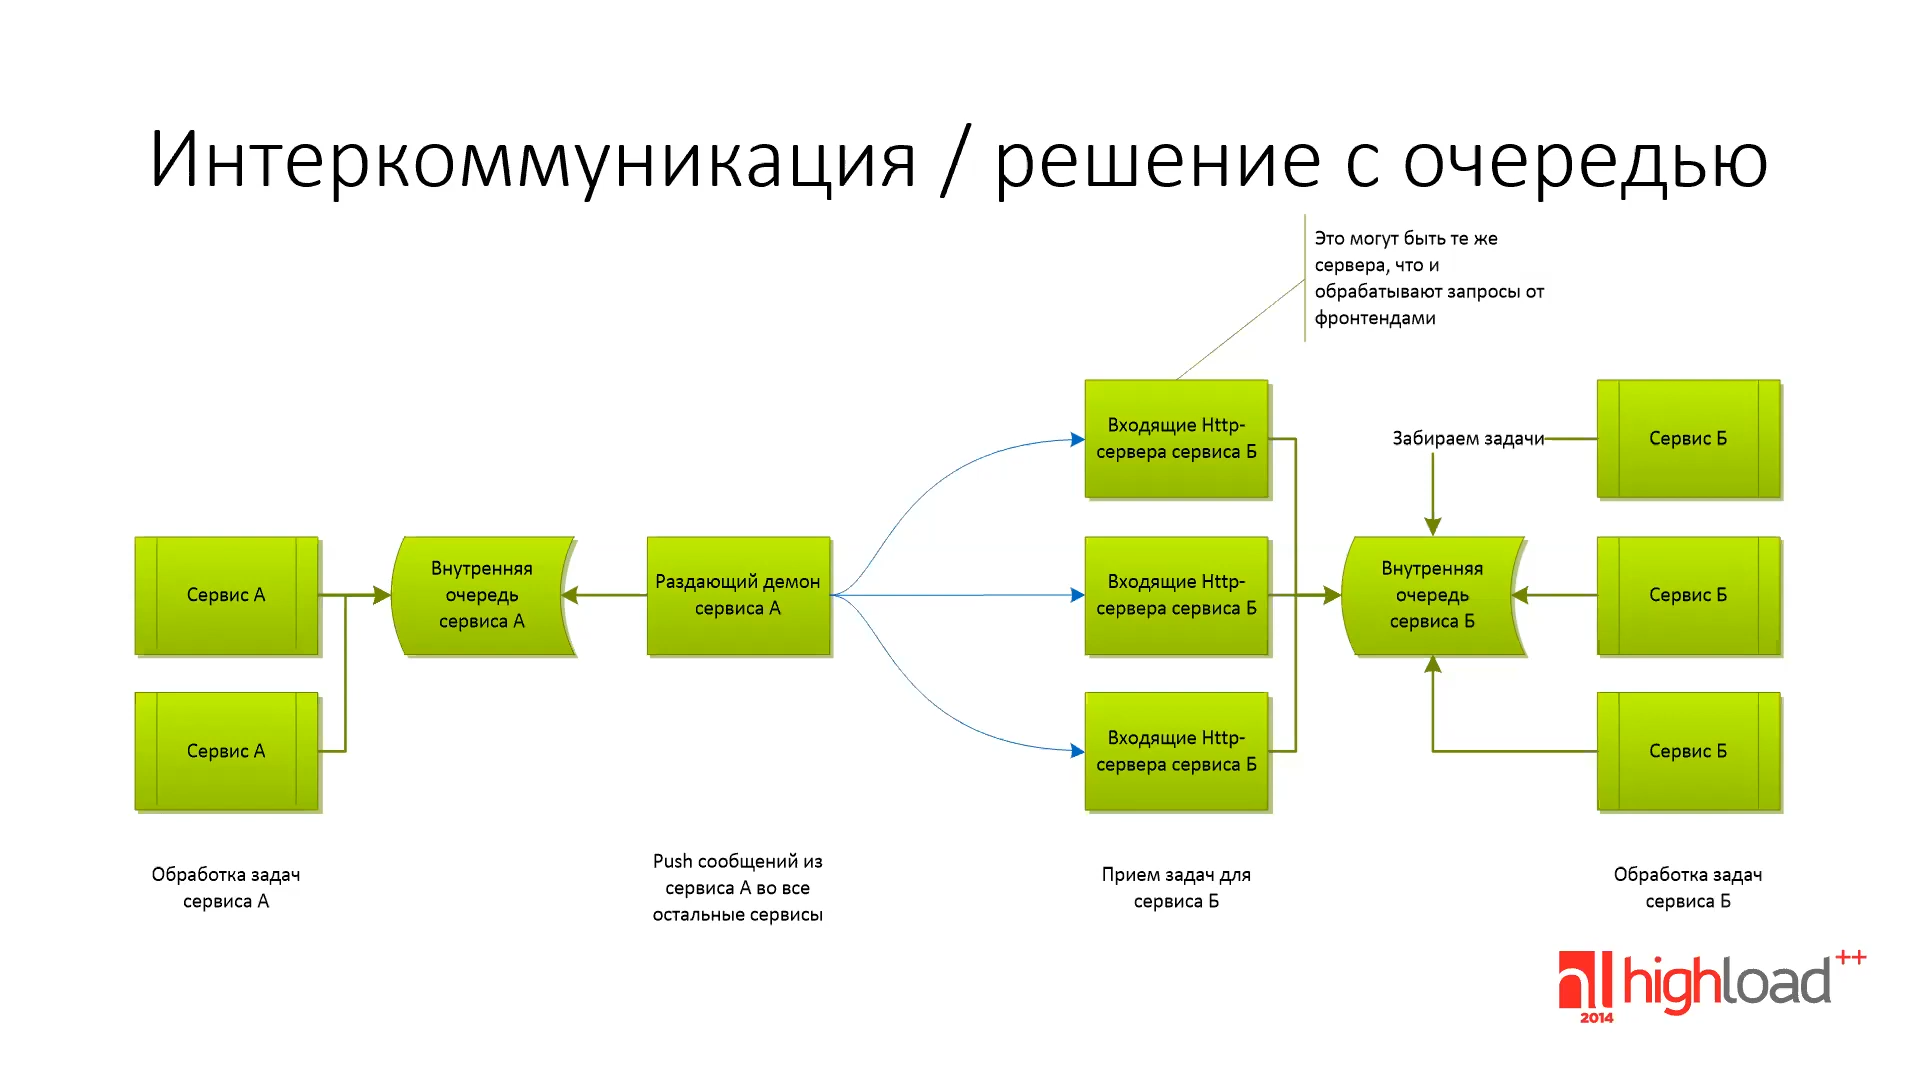 Интеркоммуникация / решение с очередью
Это могут быть те же
сервера, что и
обрабатывают запросы от
фронтендами
Сервис А
Сервис А
Внутренняя
очередь
сервиса А
Раздающий демон
сервиса А
Входящие Http-
сервера сервиса Б
Входящие Http-
сервера сервиса Б
Входящие Http-
сервера сервиса Б
Забираем задачи
Внутренняя
очередь
сервиса Б
Сервис Б
Сервис Б
Сервис Б
Обработка задач
сервиса А
Push сообщений из
сервиса А во все
остальные сервисы
Прием задач для
сервиса Б
Обработка задач
сервиса Б
highload++
2014